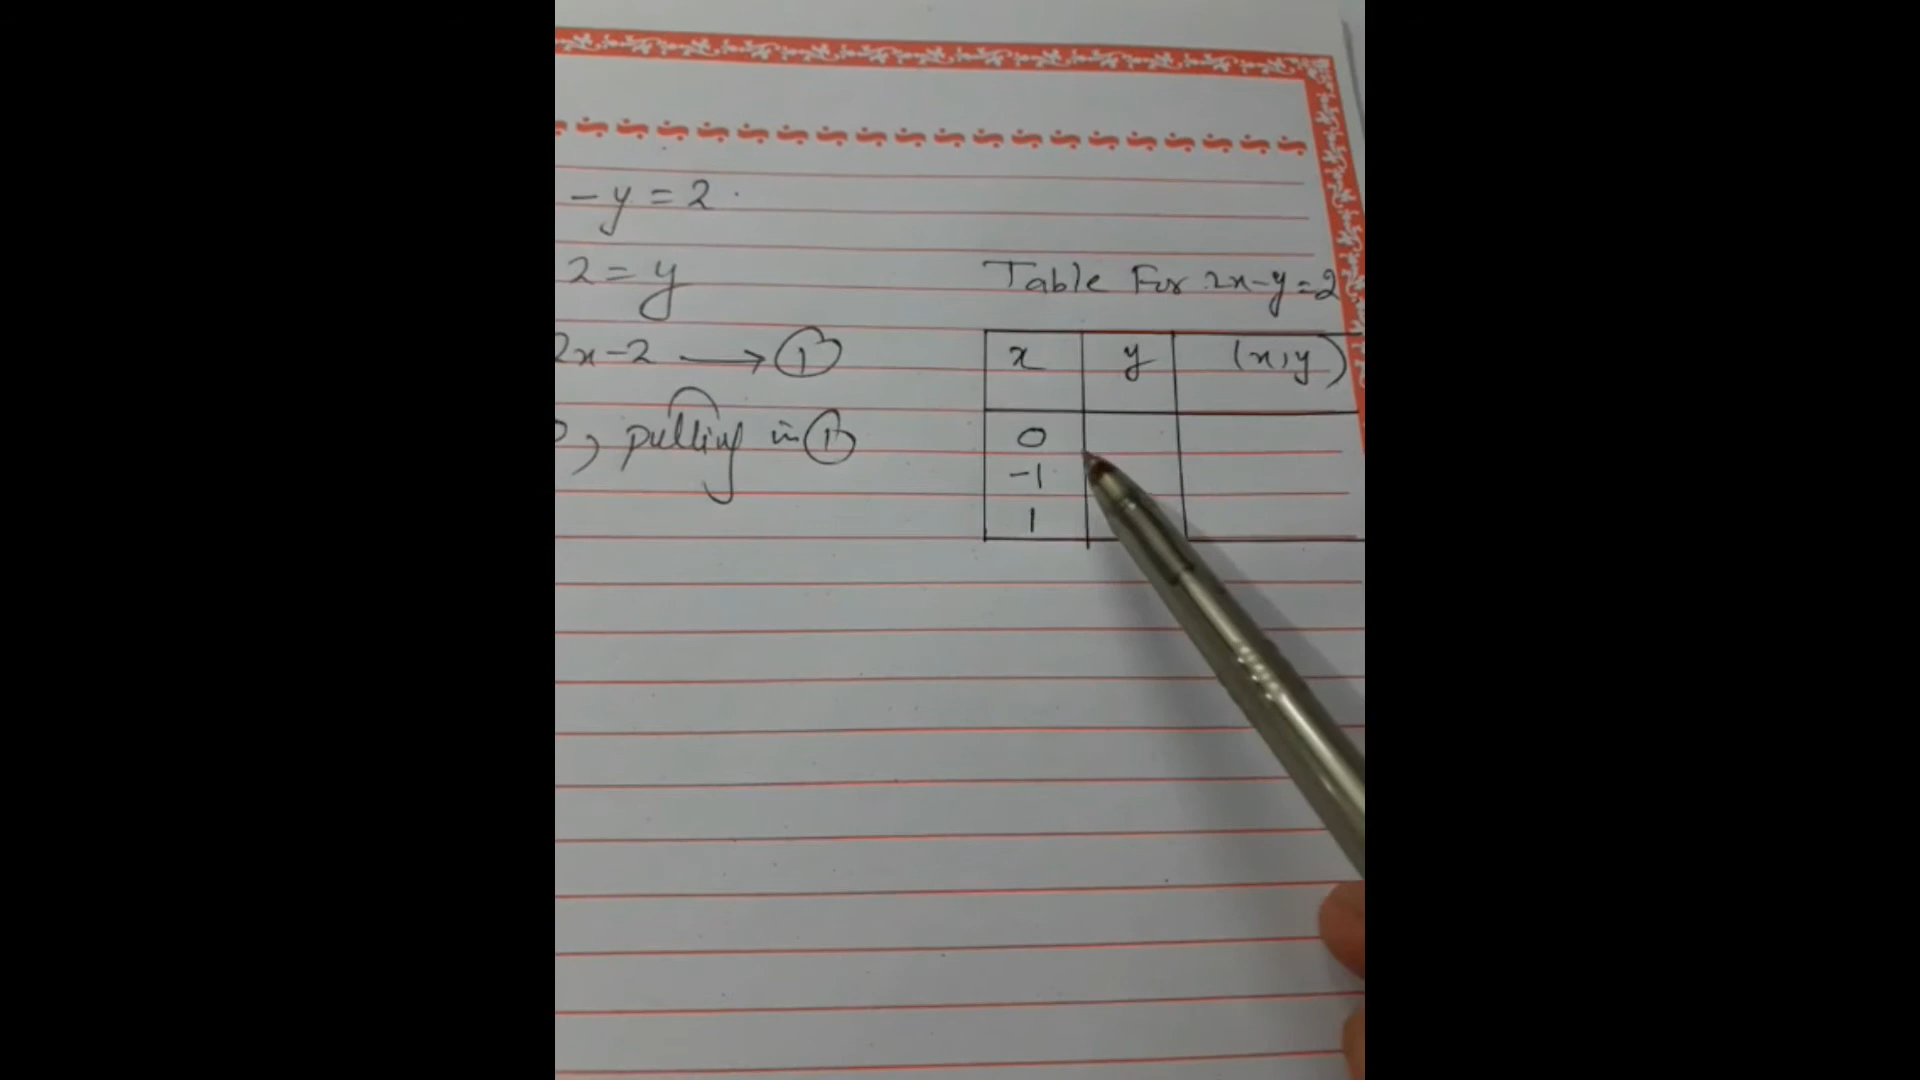 -y=2
2=y
2x-2 → ①
, putting in ①
Table For 2x-y=2
x y (x,y)
0
-1
1